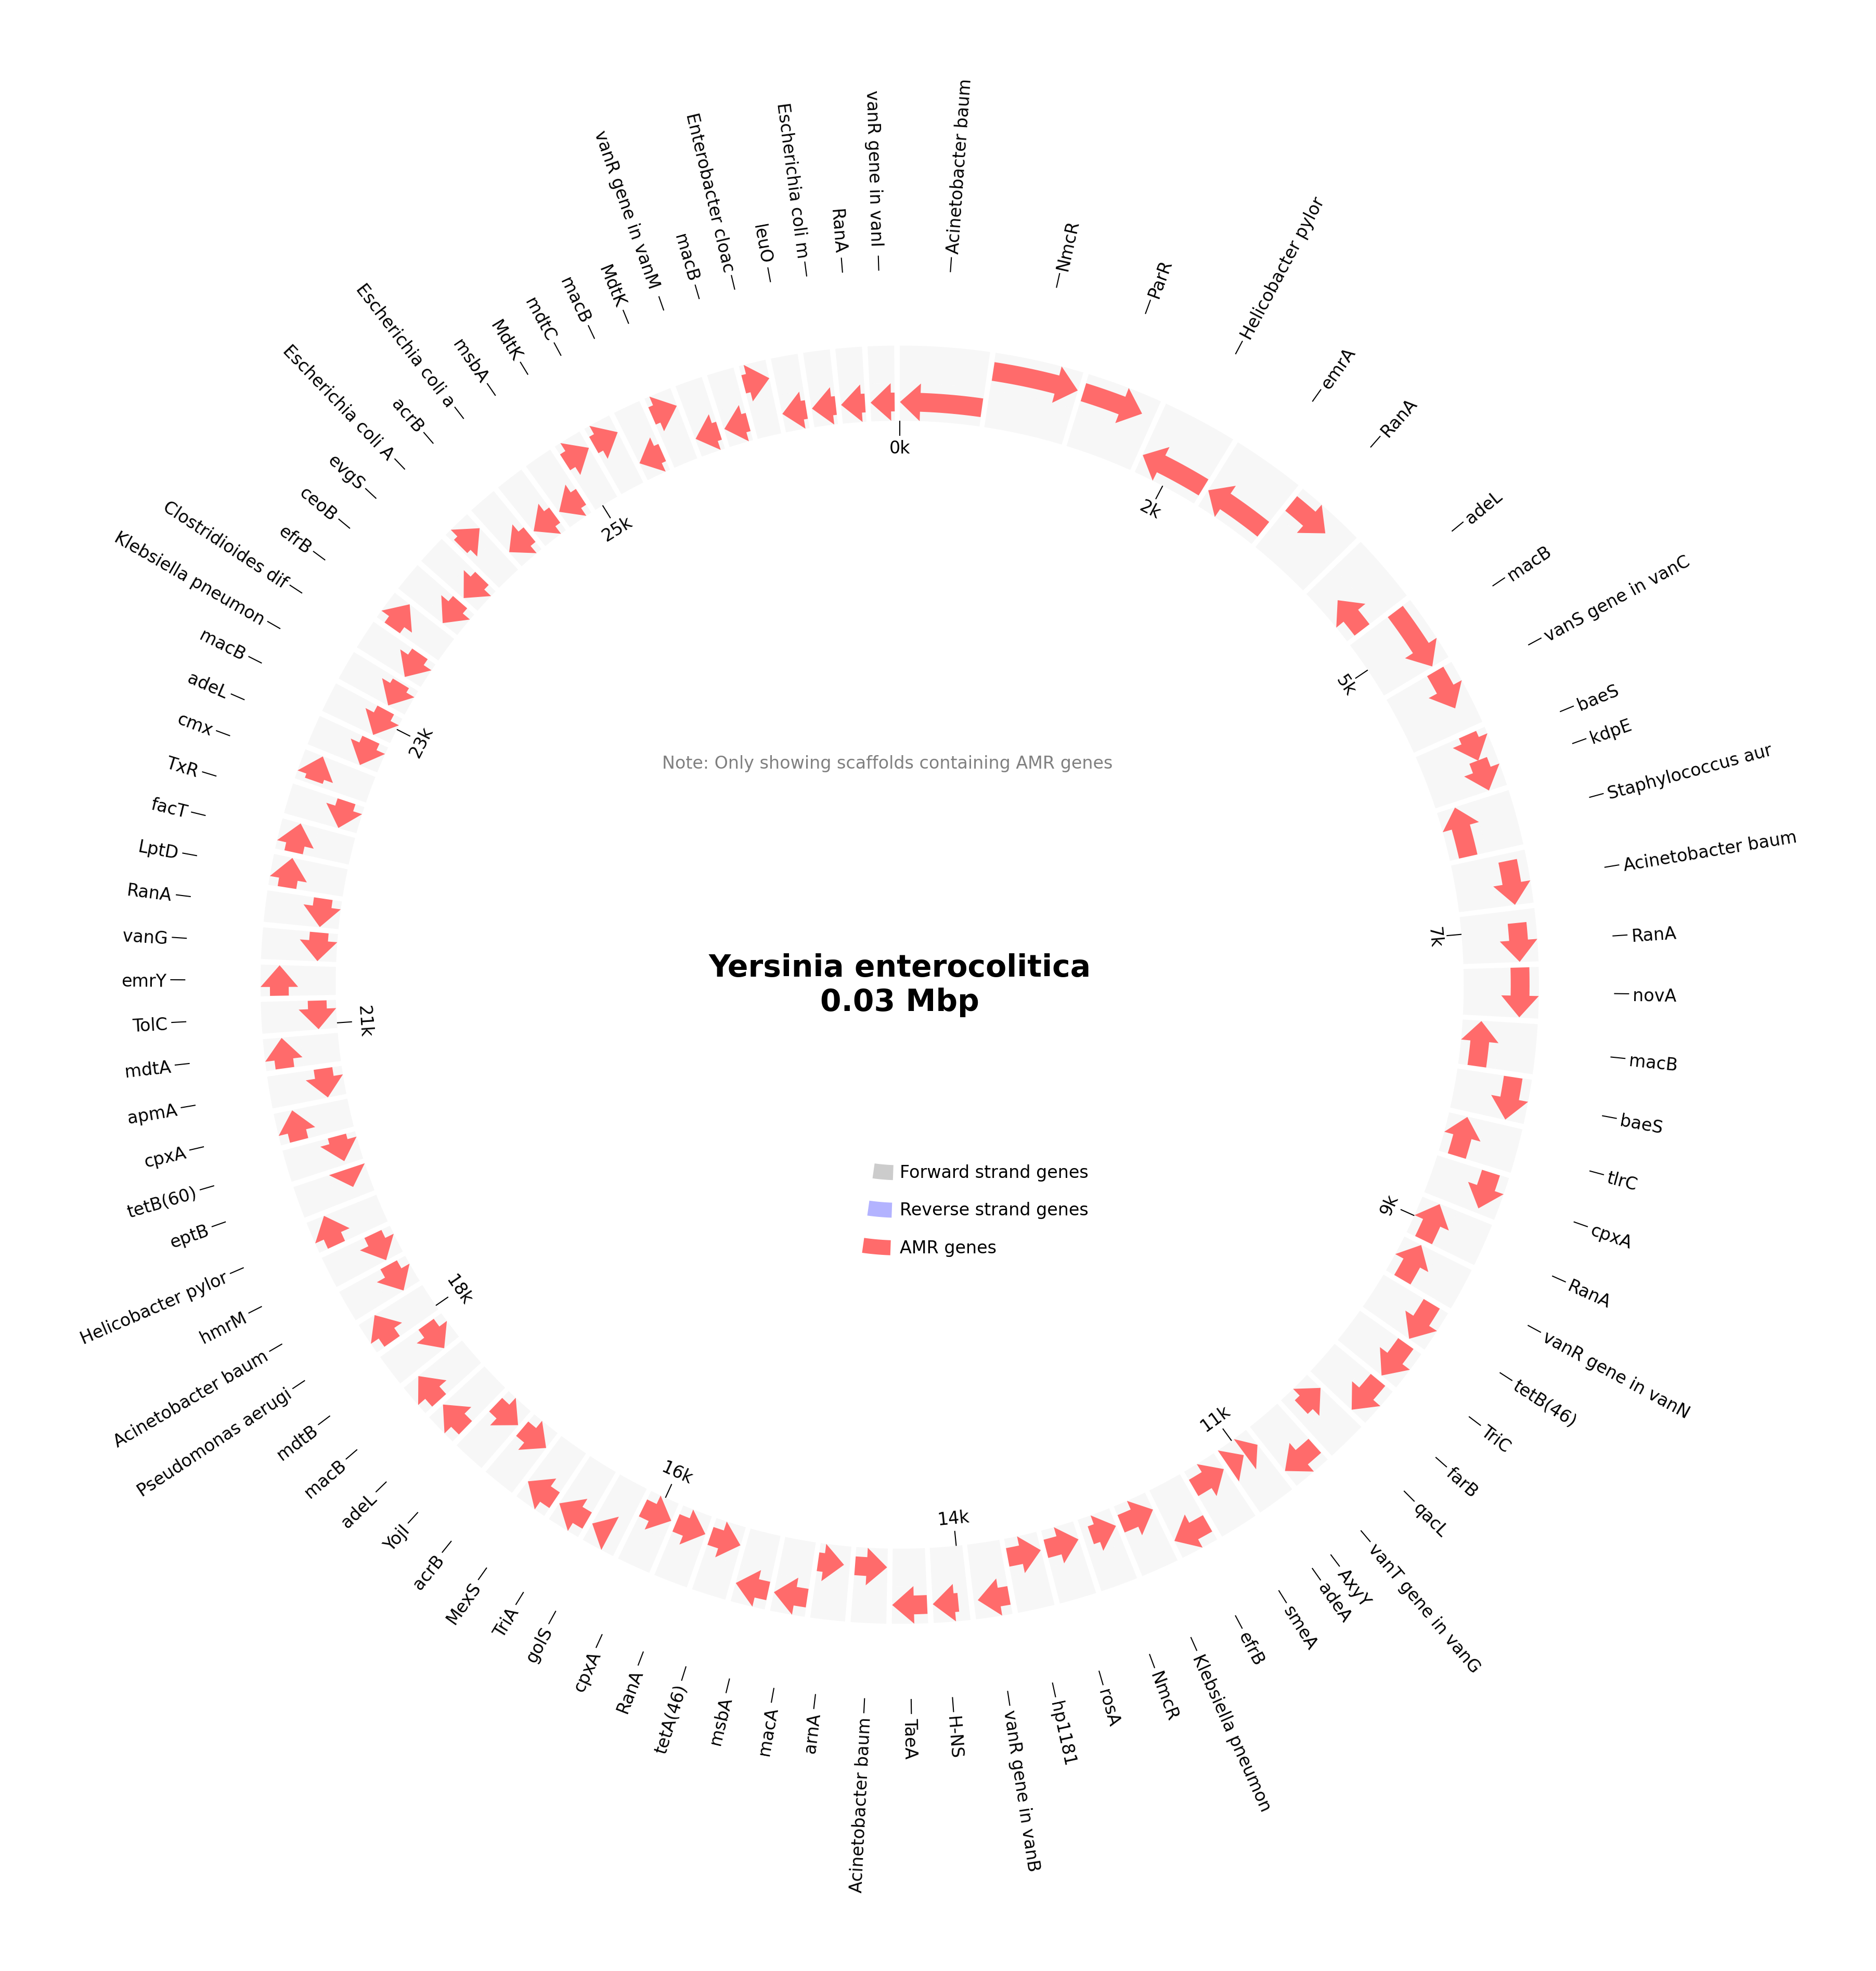 Acinetobacter baum
NmcR
ParR
Helicobacter pylor
emrA
RanA
adeL
macB
vanS gene in vanC
baeS
kdpE
Staphylococcus aur
Acinetobacter baum
RanA
novA
macB
baeS
tlrC
cpxA
RanA
vanR gene in vanN
tetB(46)
TriC
farB
qacL
vanT gene in vanG
AxyY
adeA
smeA
efrB
Klebsiella pneumon
NmcR
rosA
hp1181
vanR gene in vanB
H-NS
TaeA
Acinetobacter baum
arnA
macA
msbA
tetA(46)
RanA
cpxA
golS
TriA
MexS
acrB
YojI
adeL
macB
mdtB
Pseudomonas aerugi
Acinetobacter baum
hmrM
Helicobacter pylor
eptB
tetB(60)
cpxA
apmA
mdtA
TolC
emrY
vanG
RanA
LptD
facT
TxR
cmx
adeL
macB
Klebsiella pneumon
Clostridioides dif
efrB
ceoB
evgS
Escherichia coli A
acrB
Escherichia coli a
msbA
MdtK
mdtC
macB
MdtK
vanR gene in vanM
macB
Enterobacter cloac
leuO
Escherichia coli m
RanA
vanR gene in vanI
0k
2k
5k
7k
9k
11k
14k
16k
18k
21k
23k
25k
Note: Only showing scaffolds containing AMR genes
Yersinia enterocolitica
0.03 Mbp
Forward strand genes
Reverse strand genes
AMR genes